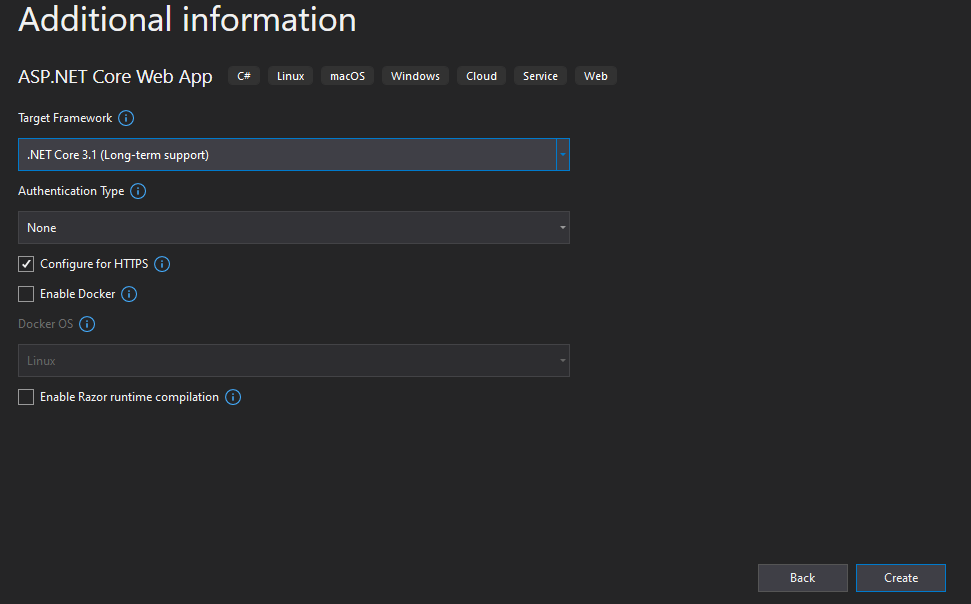 Additional information
ASP.NET Core Web App C# Linux macOS Windows Cloud Service Web
Target Framework
.NET Core 3.1 (Long-term support)
Authentication Type
None
Configure for HTTPS
Enable Docker
Docker OS
Linux
Enable Razor runtime compilation
Back Create